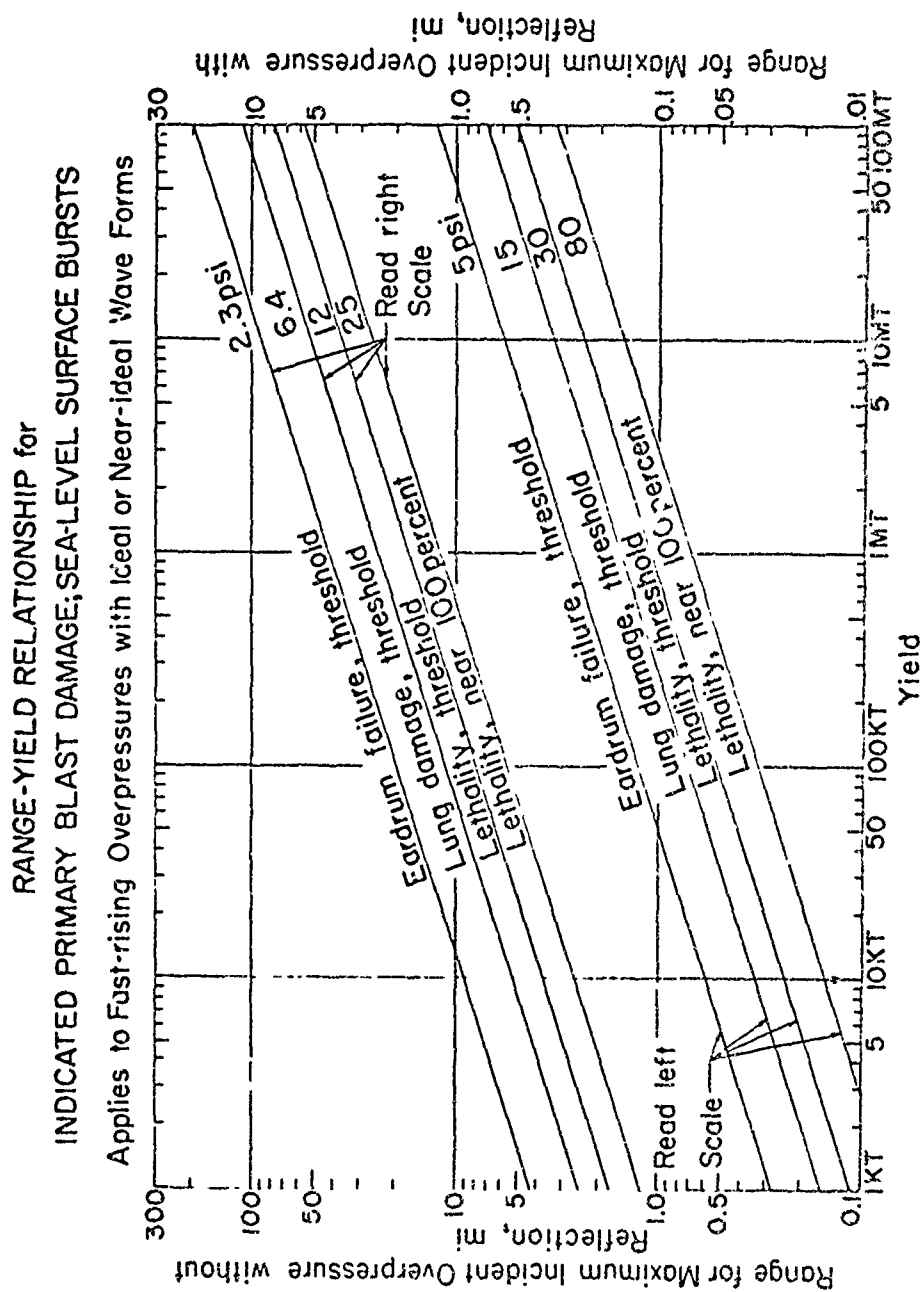 RANGE-YIELD RELATIONSHIP for
INDICATED PRIMARY BLAST DAMAGE; SEA-LEVEL SURFACE BURSTS
Applies to Fast-rising Overpressures with Ideal or Near-ideal Wave Forms
Range for Maximum Incident Overpressure without
Reflection, mi
300
100
50
10
5
1.0
0.5
0.1
Range for Maximum Incident Overpressure with
Reflection, mi
30
10
5
1.0
.5
0.1
.05
.01
2.3 psi
6.4
12
25
Read right
Scale
Eardrum failure, threshold
Lung damage, threshold
Lethality, threshold
Lethality, near 100 percent
5 psi
15
30
80
Eardrum failure, threshold
Lung damage, threshold
Lethality, threshold
Lethality, near 100 percent
Read left
Scale
1KT
5
10KT
50
100KT
1MT
5
10MT
50
100MT
Yield